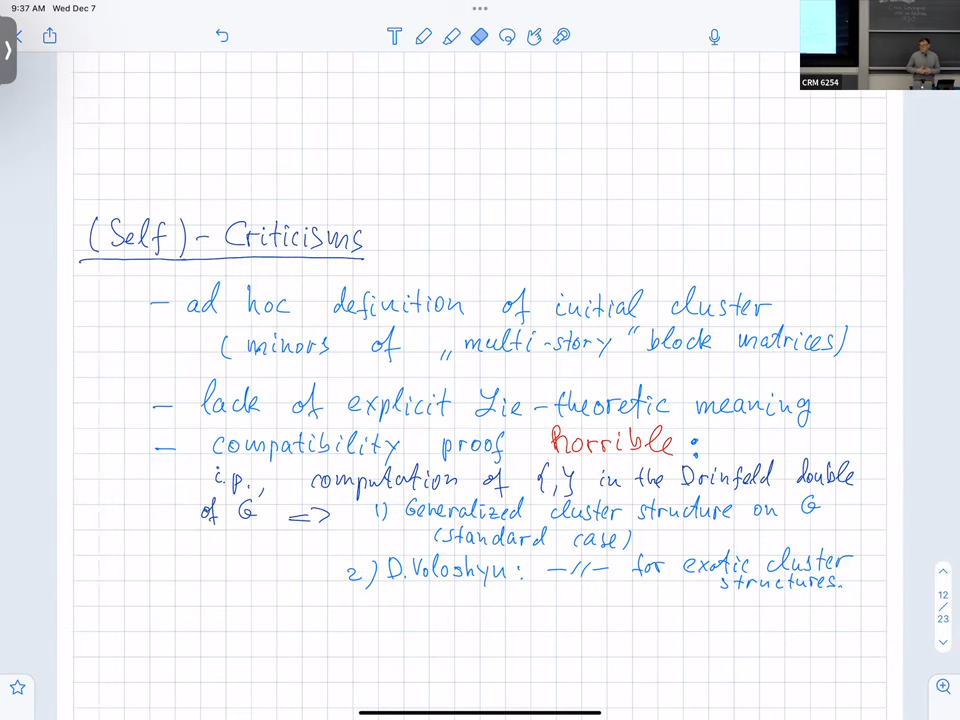 9:37 AM Wed Dec 7
CRM 6254
(Self)- Criticisms
- ad hoc definition of initial cluster
(minors of „multi-story" block matrices)
- lack of explicit Lie-theoretic meaning
- compatibility proof horrible :
i.p., computation of {,} in the Drinfeld double
of G <=> 1) Generalized cluster structure on G
(standard case)
2) D. Voloshyn: -//- for exotic cluster
structures.
12
/
23